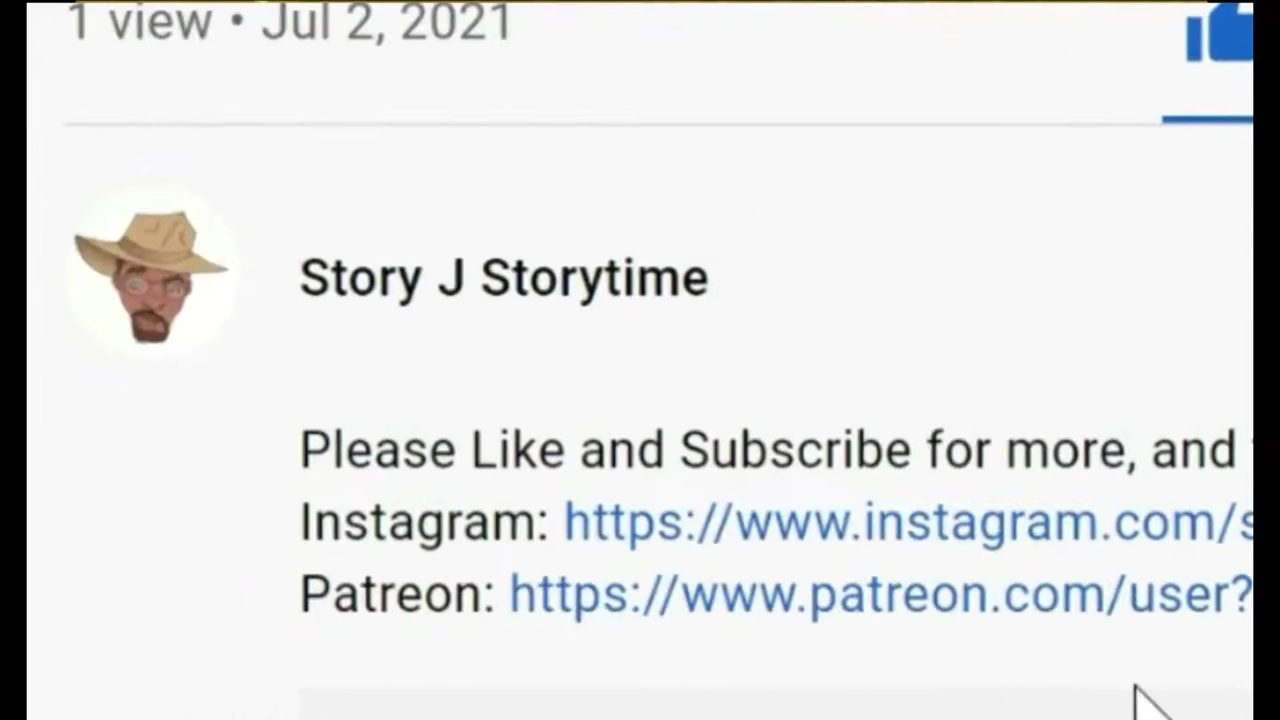 1 view • Jul 2, 2021
Story J Storytime
Please Like and Subscribe for more, and
Instagram: https://www.instagram.com/s
Patreon: https://www.patreon.com/user?